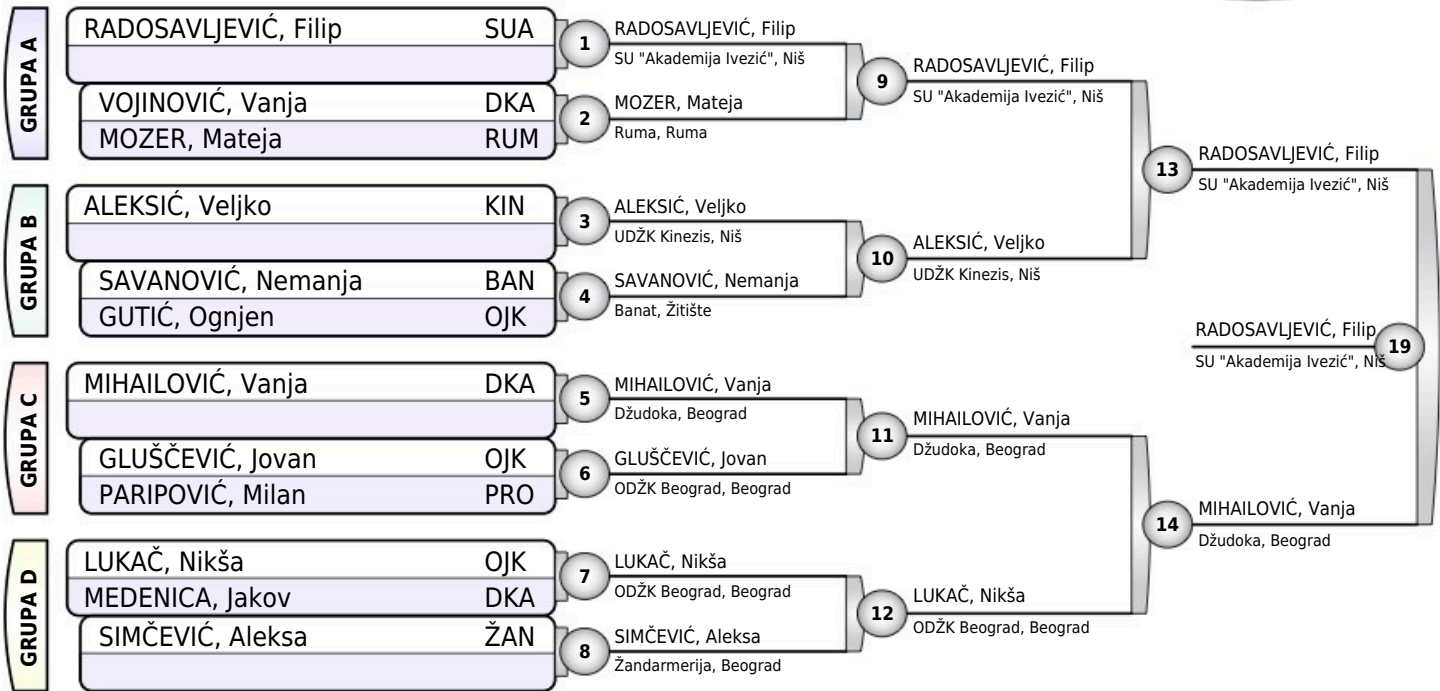 GRUPA A
RADOSAVLJEVIĆ, Filip SUA
VOJINOVIĆ, Vanja DKA
MOZER, Mateja RUM
GRUPA B
ALEKSIĆ, Veljko KIN
SAVANOVIĆ, Nemanja BAN
GUTIĆ, Ognjen OJK
GRUPA C
MIHAILOVIĆ, Vanja DKA
GLUŠČEVIĆ, Jovan OJK
PARIPOVIĆ, Milan PRO
GRUPA D
LUKAČ, Nikša OJK
MEDENICA, Jakov DKA
SIMČEVIĆ, Aleksa ŽAN
1
RADOSAVLJEVIĆ, Filip
SU "Akademija Ivezić", Niš
2
MOZER, Mateja
Ruma, Ruma
3
ALEKSIĆ, Veljko
UDŽK Kinezis, Niš
4
SAVANOVIĆ, Nemanja
Banat, Žitište
5
MIHAILOVIĆ, Vanja
Džudoka, Beograd
6
GLUŠČEVIĆ, Jovan
ODŽK Beograd, Beograd
7
LUKAČ, Nikša
ODŽK Beograd, Beograd
8
SIMČEVIĆ, Aleksa
Žandarmerija, Beograd
9
RADOSAVLJEVIĆ, Filip
SU "Akademija Ivezić", Niš
10
ALEKSIĆ, Veljko
UDŽK Kinezis, Niš
11
MIHAILOVIĆ, Vanja
Džudoka, Beograd
12
LUKAČ, Nikša
ODŽK Beograd, Beograd
13
RADOSAVLJEVIĆ, Filip
SU "Akademija Ivezić", Niš
14
MIHAILOVIĆ, Vanja
Džudoka, Beograd
RADOSAVLJEVIĆ, Filip
SU "Akademija Ivezić", Niš
19